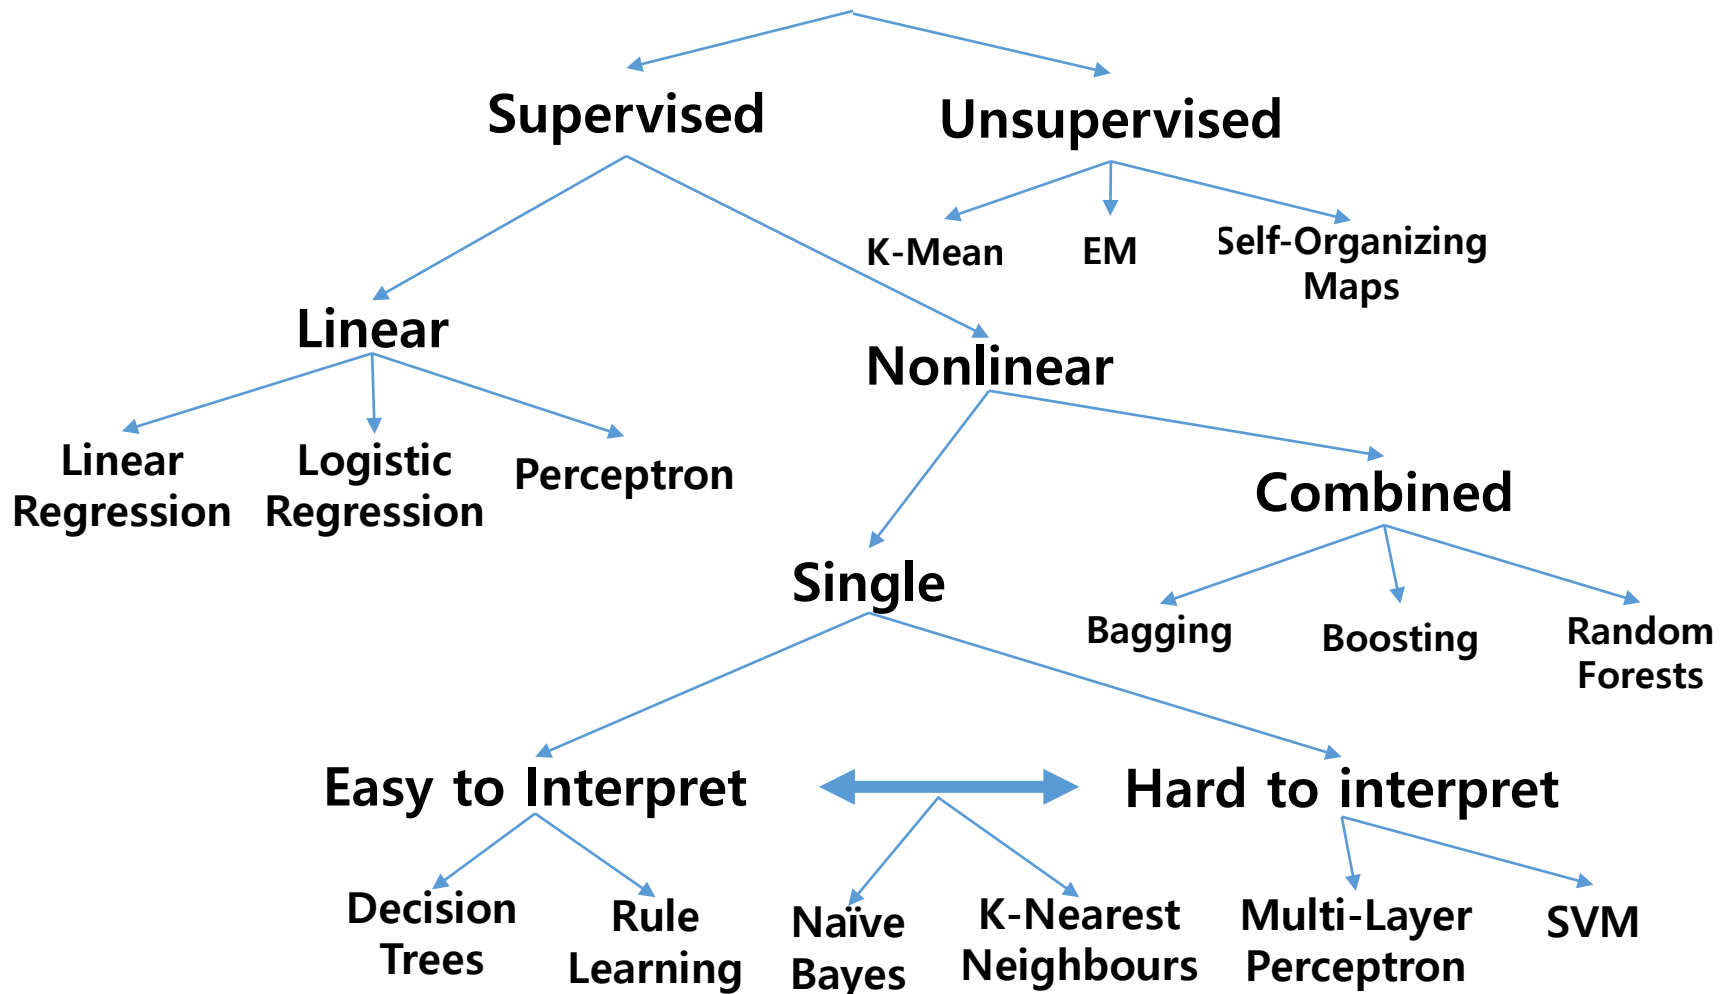 Supervised
Unsupervised
K-Mean
EM
Self-Organizing
Maps
Linear
Nonlinear
Linear
Regression
Logistic
Regression
Perceptron
Combined
Single
Bagging
Boosting
Random
Forests
Easy to Interpret
Hard to interpret
Decision
Trees
Rule
Learning
Naïve
Bayes
K-Nearest
Neighbours
Multi-Layer
Perceptron
SVM